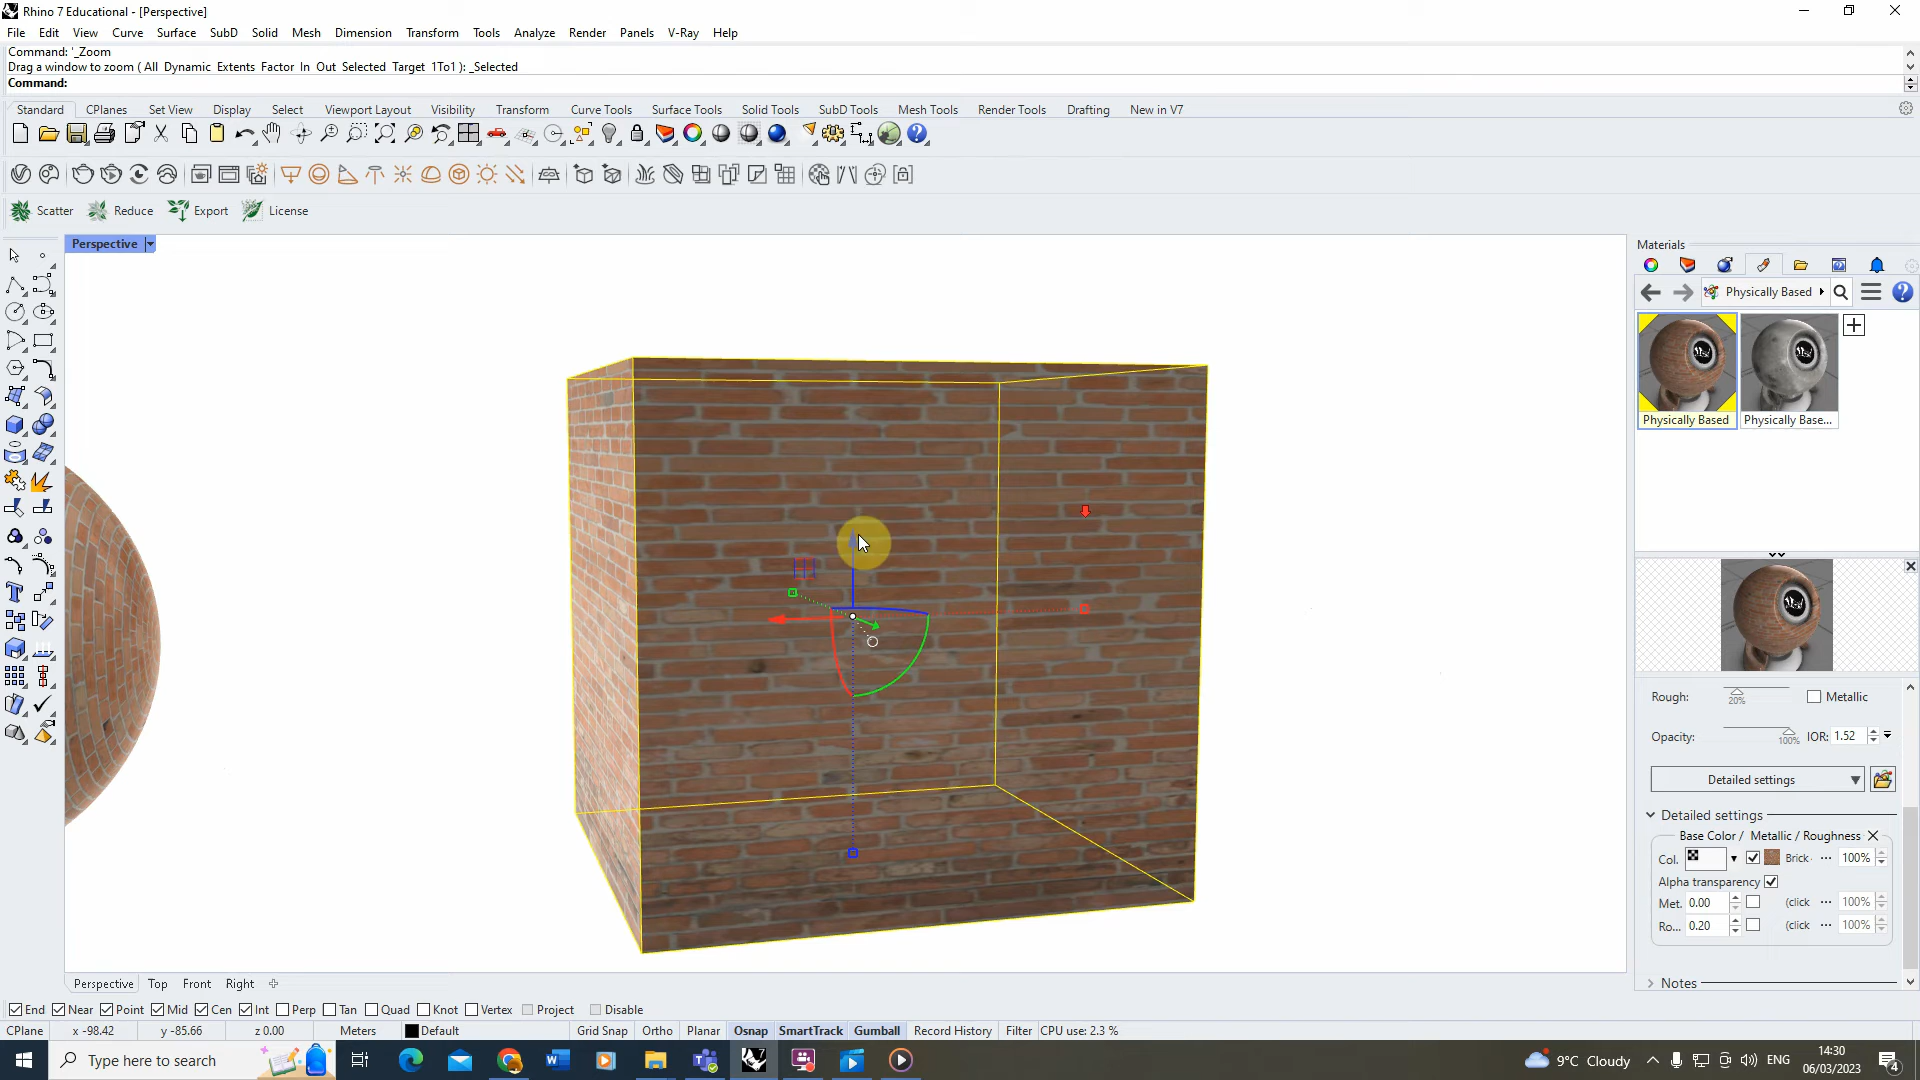 Rhino 7 Educational - [Perspective]
File Edit View Curve Surface SubD Solid Mesh Dimension Transform Tools Analyze Render Panels V-Ray Help
Command: '_Zoom
Drag a window to zoom ( All Dynamic Extents Factor In Out Selected Target 1To1 ): _Selected
Command:
Standard CPlanes Set View Display Select Viewport Layout Visibility Transform Curve Tools Surface Tools Solid Tools SubD Tools Mesh Tools Render Tools Drafting New in V7
Scatter Reduce Export License
Perspective
Materials
Physically Based
Physically Based Physically Base...
Rough: 20% Metallic
Opacity: 100% IOR: 1.52
Detailed settings
Detailed settings
Base Color / Metallic / Roughness
Col. Brick 100%
Alpha transparency
Met. 0.00 (click 100%
Ro... 0.20 (click 100%
Notes
Perspective Top Front Right
End Near Point Mid Cen Int Perp Tan Quad Knot Vertex Project Disable
CPlane x -98.42 y -85.66 z 0.00 Meters Default Grid Snap Ortho Planar Osnap SmartTrack Gumball Record History Filter CPU use: 2.3 %
Type here to search
9°C Cloudy ENG 14:30
06/03/2023
4